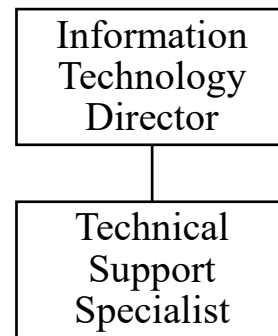 Information
Technology
Director
Technical
Support
Specialist